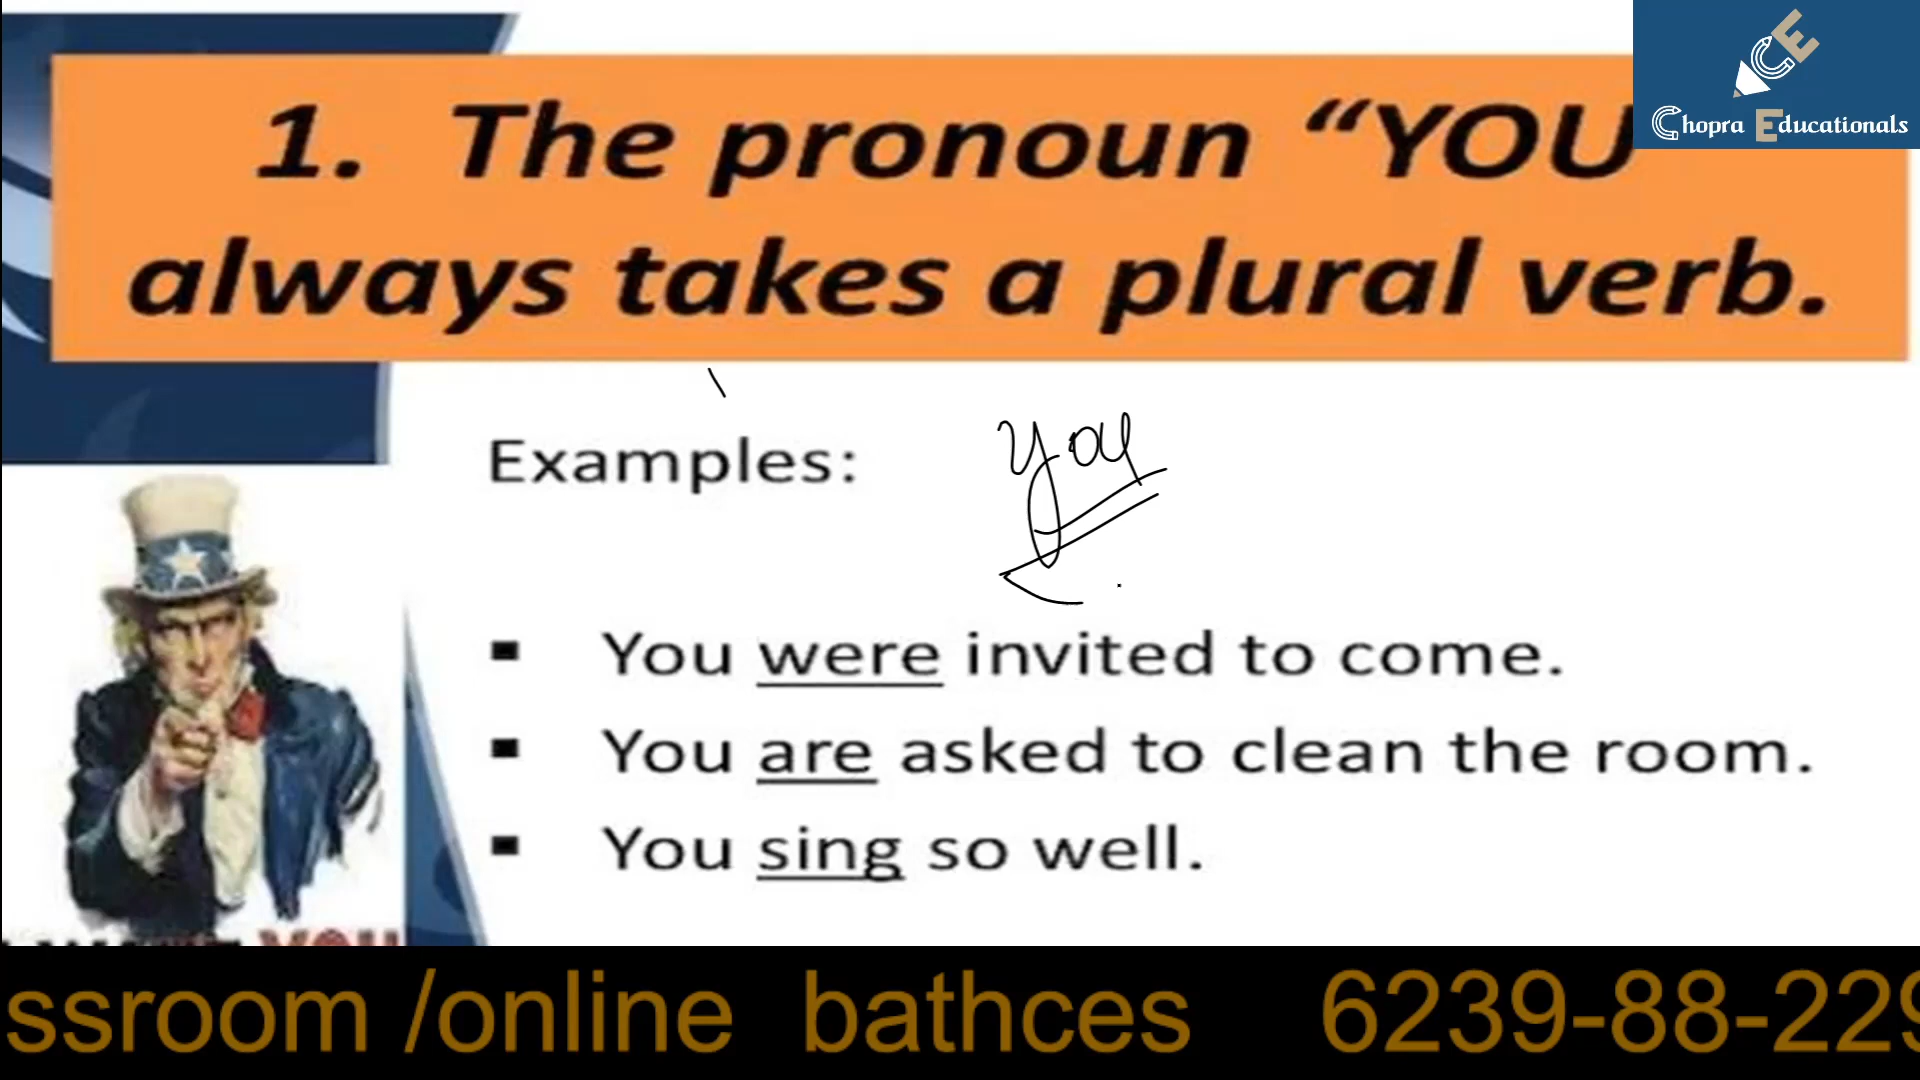 Chopra Educationals
1. The pronoun “YOU
always takes a plural verb.
Examples:
you
▪ You were invited to come.
▪ You are asked to clean the room.
▪ You sing so well.
YOU
ssroom /online bathces 6239-88-229